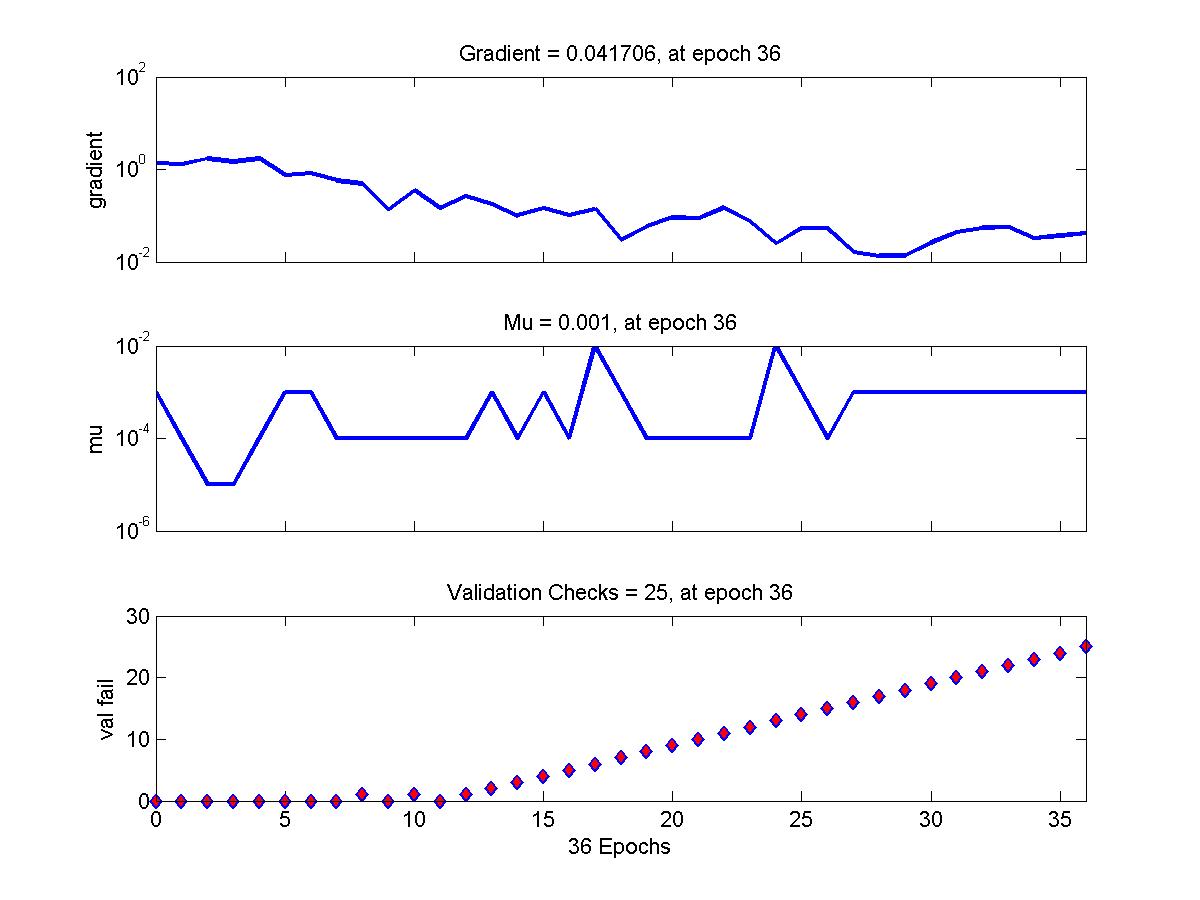 Gradient = 0.041706, at epoch 36
10^2
10^0
10^-2
gradient
Mu = 0.001, at epoch 36
10^-2
10^-4
10^-6
mu
Validation Checks = 25, at epoch 36
30
20
10
0
val fail
0 5 10 15 20 25 30 35
36 Epochs